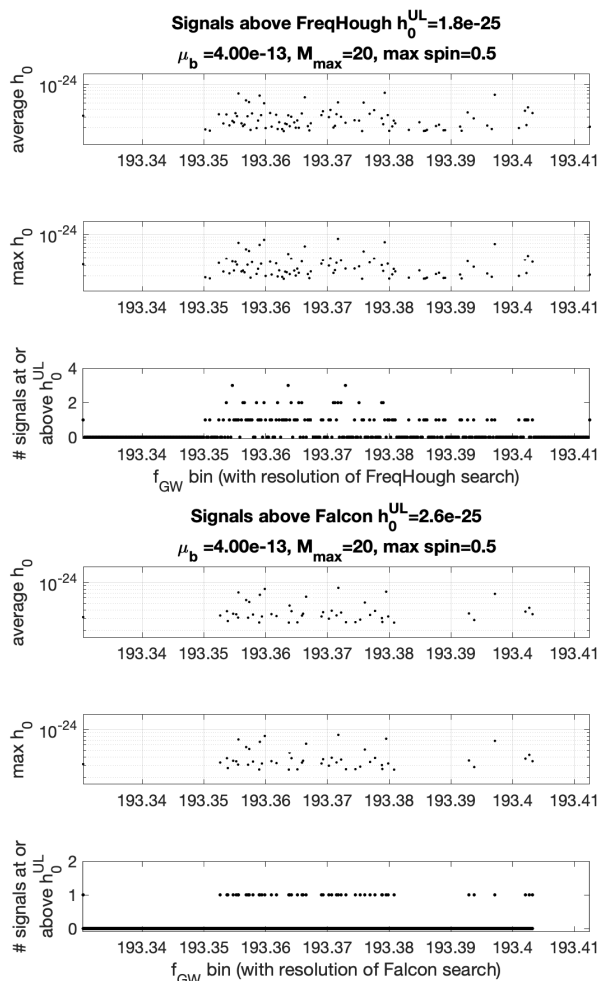 Signals above FreqHough h₀ᵁᴸ=1.8e-25
μ_b =4.00e-13, M_max=20, max spin=0.5
average h₀
10⁻²⁴
193.34 193.35 193.36 193.37 193.38 193.39 193.4 193.41
max h₀
10⁻²⁴
193.34 193.35 193.36 193.37 193.38 193.39 193.4 193.41
# signals at or
above h₀ᵁᴸ
4
2
0
193.34 193.35 193.36 193.37 193.38 193.39 193.4 193.41
f_GW bin (with resolution of FreqHough search)
Signals above Falcon h₀ᵁᴸ=2.6e-25
μ_b =4.00e-13, M_max=20, max spin=0.5
average h₀
10⁻²⁴
193.34 193.35 193.36 193.37 193.38 193.39 193.4 193.41
max h₀
10⁻²⁴
193.34 193.35 193.36 193.37 193.38 193.39 193.4 193.41
# signals at or
above h₀ᵁᴸ
2
1
0
193.34 193.35 193.36 193.37 193.38 193.39 193.4 193.41
f_GW bin (with resolution of Falcon search)